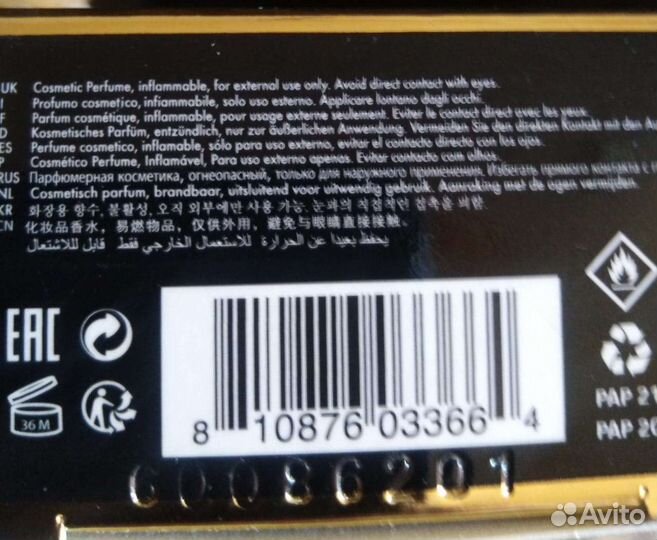 UK Cosmetic Perfume, inflammable, for external use only. Avoid direct contact with eyes.
I Profumo cosmetico, infiammabile, solo uso esterno. Applicare lontano dagli occhi.
F Parfum cosmétique, inflammable, pour usage externe seulement. Eviter le contact direct avec les yeux.
D Kosmetisches Parfüm, entzündlich, nur zur äußerlichen Anwendung. Vermeiden Sie den direkten Kontakt mit den
ES Perfume cosmetico, inflamable, sólo para uso externo, evitar el contacto directo con los ojos.
P Cosmético Perfume, Inflamável, Para uso externo apenas. Evitar contacto com olhos.
RUS Парфюмерная косметика, огнеопасный, только для наружного применения. Избегать прямого контакта с
NL Cosmetisch parfum, brandbaar, uitsluitend voor uitwendig gebruik. Aanraking met de ogen vermijden.
KR 화장용 향수, 불활성, 오직 외부에만 사용 가능. 눈과의 직접적인 접촉을 피
CN 化妆品香水，易燃物品，仅供外用，避免与眼睛直接接触。
يحفظ بعيدا عن الحرارة للاستعمال الخارجي فقط قابل للاشتعال
EAC
36 M
PAP 21
PAP 20
8 10876 03366 4
60086201
Avito